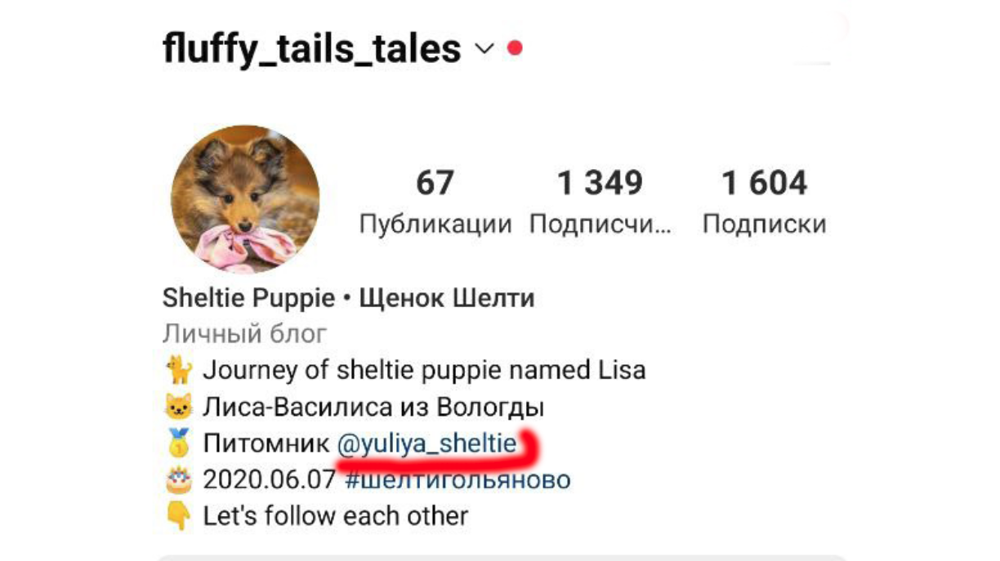 fluffy_tails_tales
67 1 349 1 604
Публикации Подписчи... Подписки
Sheltie Puppie • Щенок Шелти
Личный блог
🐈 Journey of sheltie puppie named Lisa
🐱 Лиса-Василиса из Вологды
🥇 Питомник @yuliya_sheltie
🎂 2020.06.07 #шелтигольяново
👇 Let's follow each other